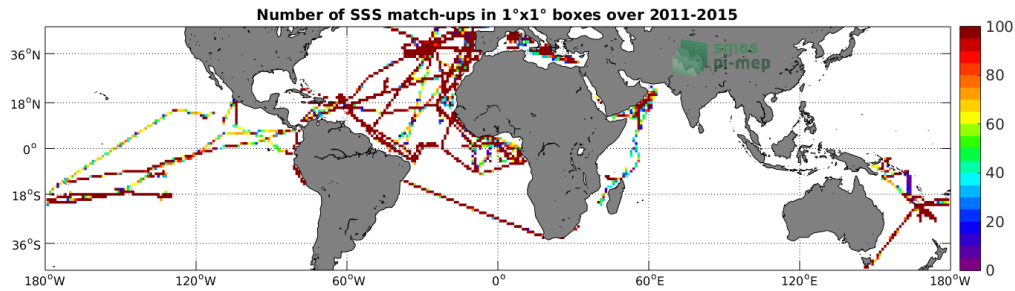 Number of SSS match-ups in 1°x1° boxes over 2011-2015
smos
pi-mep
36°N
18°N
0°
18°S
36°S
180°W
120°W
60°W
0°
60°E
120°E
180°W
100
80
60
40
20
0